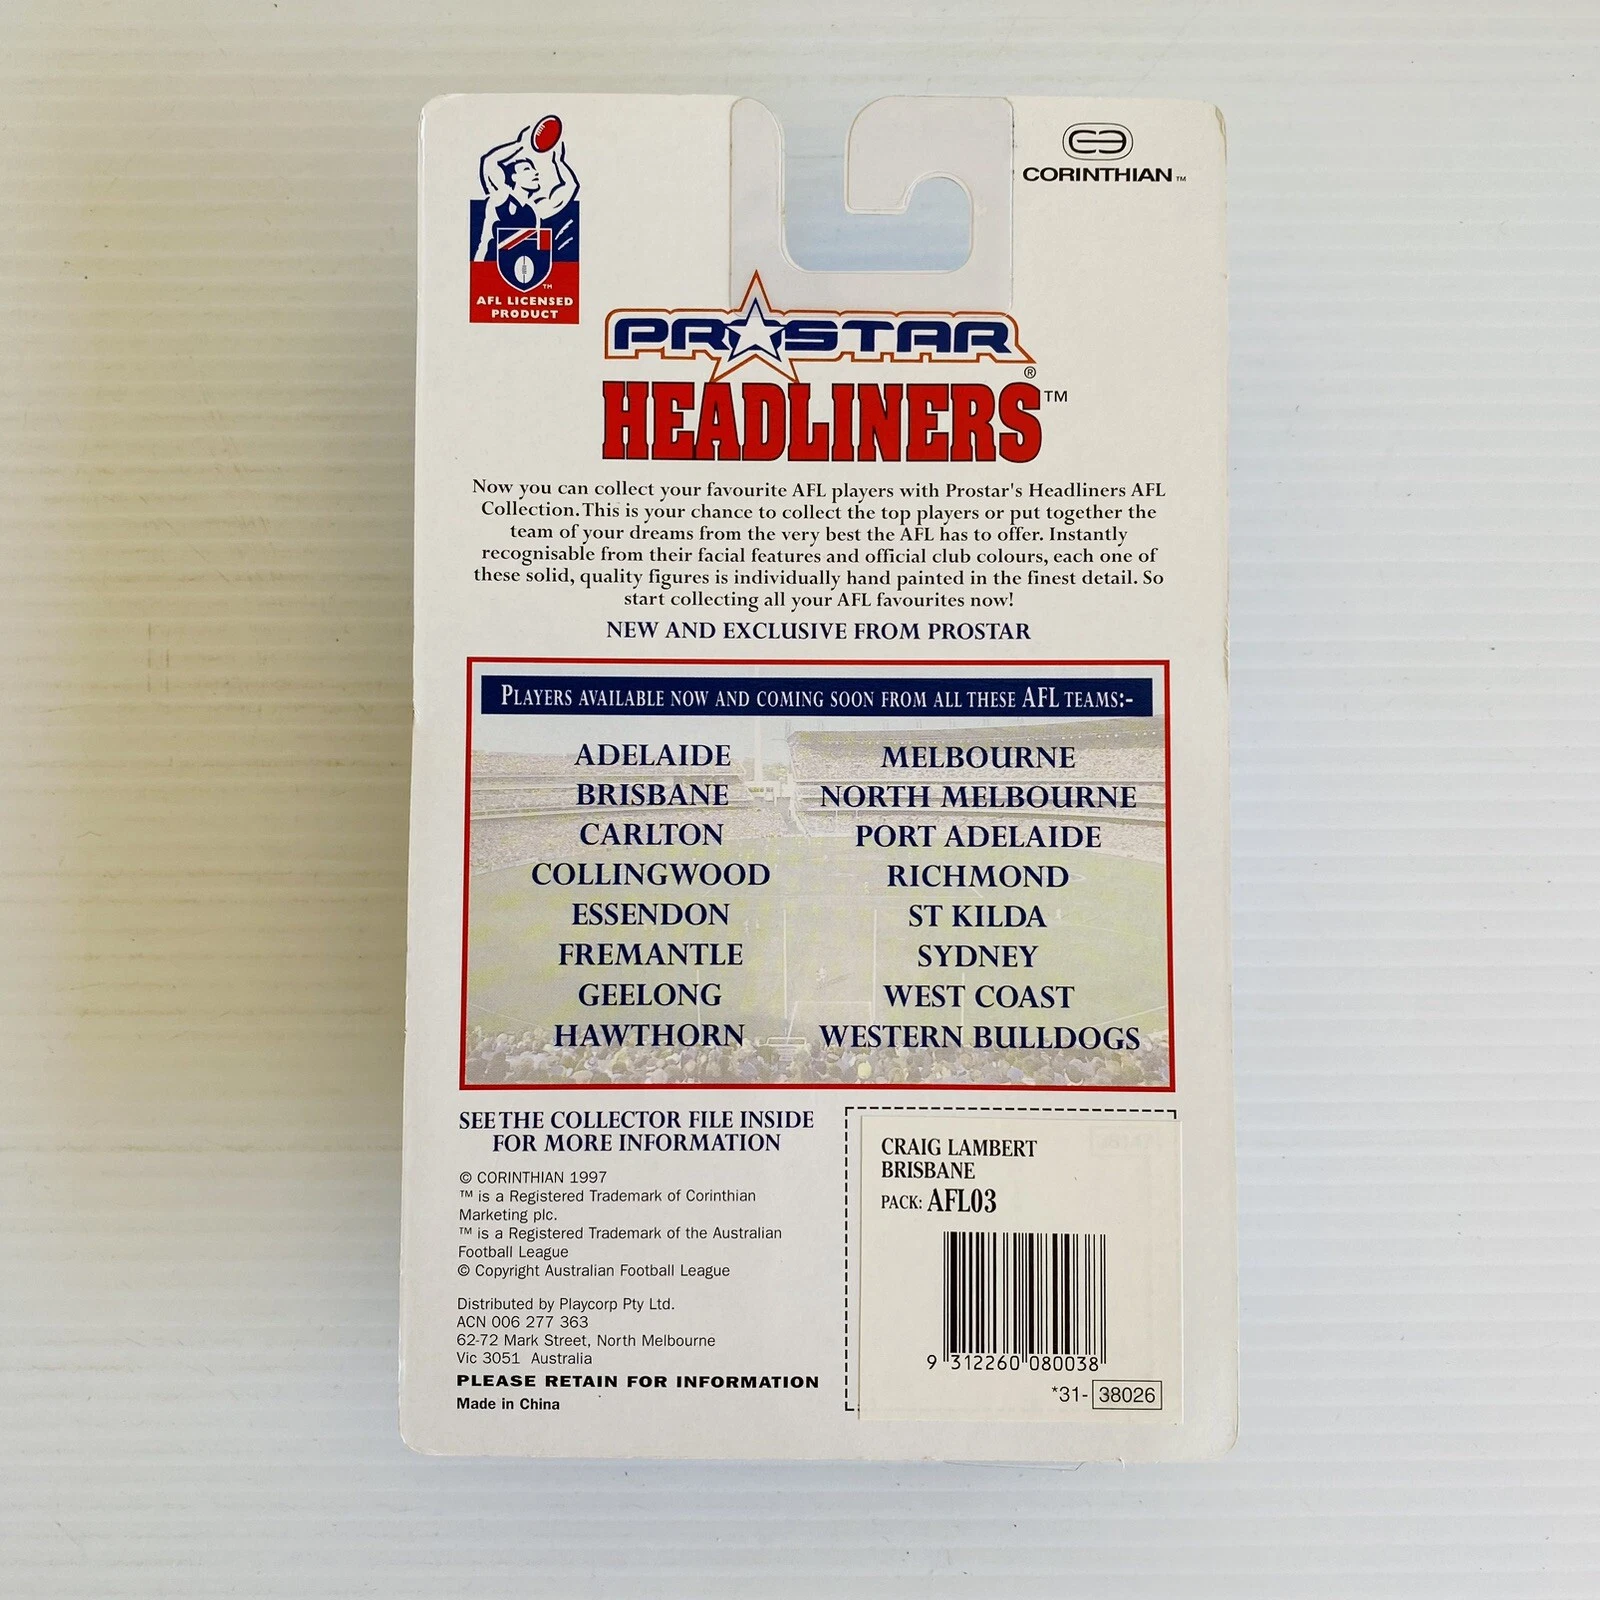 AFL LICENSED
PRODUCT
TM
CORINTHIAN ™
PROSTAR ®
HEADLINERS ™
Now you can collect your favourite AFL players with Prostar's Headliners AFL
Collection. This is your chance to collect the top players or put together the
team of your dreams from the very best the AFL has to offer. Instantly
recognisable from their facial features and official club colours, each one of
these solid, quality figures is individually hand painted in the finest detail. So
start collecting all your AFL favourites now!
NEW AND EXCLUSIVE FROM PROSTAR
PLAYERS AVAILABLE NOW AND COMING SOON FROM ALL THESE AFL TEAMS:-
ADELAIDE
BRISBANE
CARLTON
COLLINGWOOD
ESSENDON
FREMANTLE
GEELONG
HAWTHORN
MELBOURNE
NORTH MELBOURNE
PORT ADELAIDE
RICHMOND
ST KILDA
SYDNEY
WEST COAST
WESTERN BULLDOGS
SEE THE COLLECTOR FILE INSIDE
FOR MORE INFORMATION
© CORINTHIAN 1997
™ is a Registered Trademark of Corinthian
Marketing plc.
™ is a Registered Trademark of the Australian
Football League
© Copyright Australian Football League
Distributed by Playcorp Pty Ltd.
ACN 006 277 363
62-72 Mark Street, North Melbourne
Vic 3051 Australia
PLEASE RETAIN FOR INFORMATION
Made in China
CRAIG LAMBERT
BRISBANE
PACK: AFL03
9 312260 080038
*31- 38026